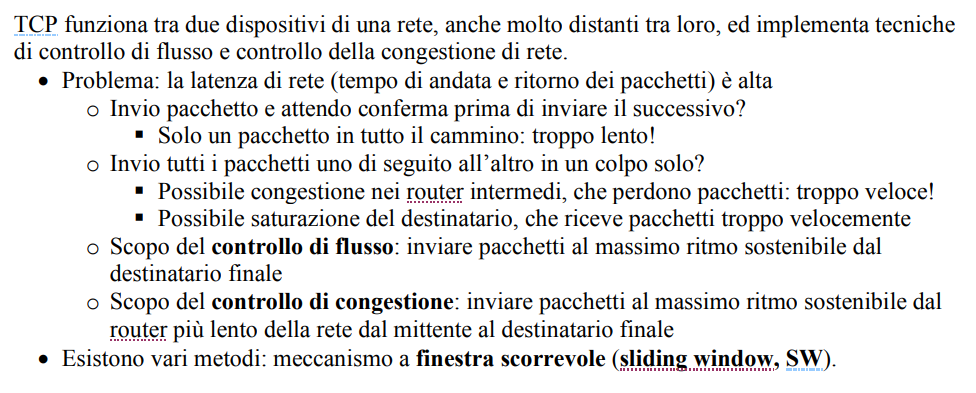 TCP funziona tra due dispositivi di una rete, anche molto distanti tra loro, ed implementa tecniche
di controllo di flusso e controllo della congestione di rete.
• Problema: la latenza di rete (tempo di andata e ritorno dei pacchetti) è alta
o Invio pacchetto e attendo conferma prima di inviare il successivo?
▪ Solo un pacchetto in tutto il cammino: troppo lento!
o Invio tutti i pacchetti uno di seguito all’altro in un colpo solo?
▪ Possibile congestione nei router intermedi, che perdono pacchetti: troppo veloce!
▪ Possibile saturazione del destinatario, che riceve pacchetti troppo velocemente
o Scopo del controllo di flusso: inviare pacchetti al massimo ritmo sostenibile dal
destinatario finale
o Scopo del controllo di congestione: inviare pacchetti al massimo ritmo sostenibile dal
router più lento della rete dal mittente al destinatario finale
• Esistono vari metodi: meccanismo a finestra scorrevole (sliding window, SW).